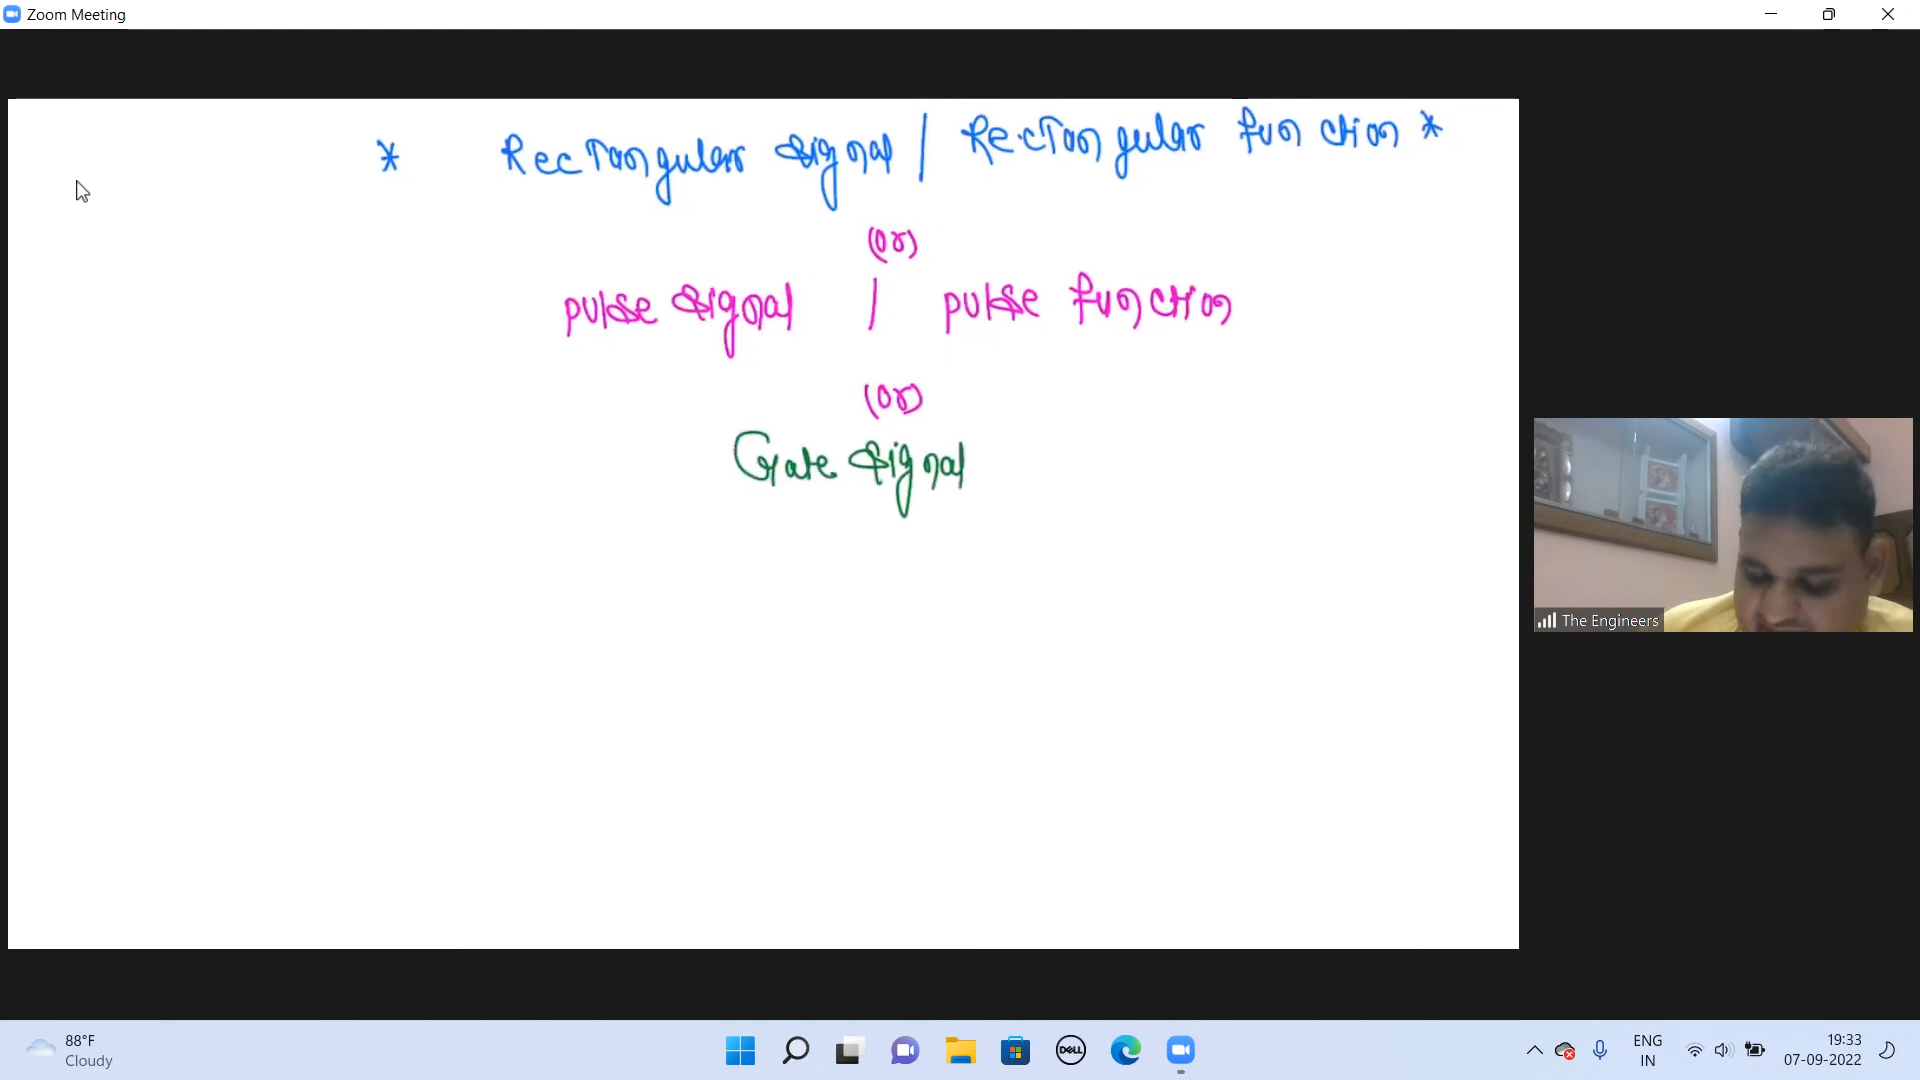 Zoom Meeting
* Rectangular signal / Rectangular function *
(or)
pulse signal / pulse function
(or)
Gate signal
The Engineers
88°F
Cloudy
DELL
ENG
IN
19:33
07-09-2022